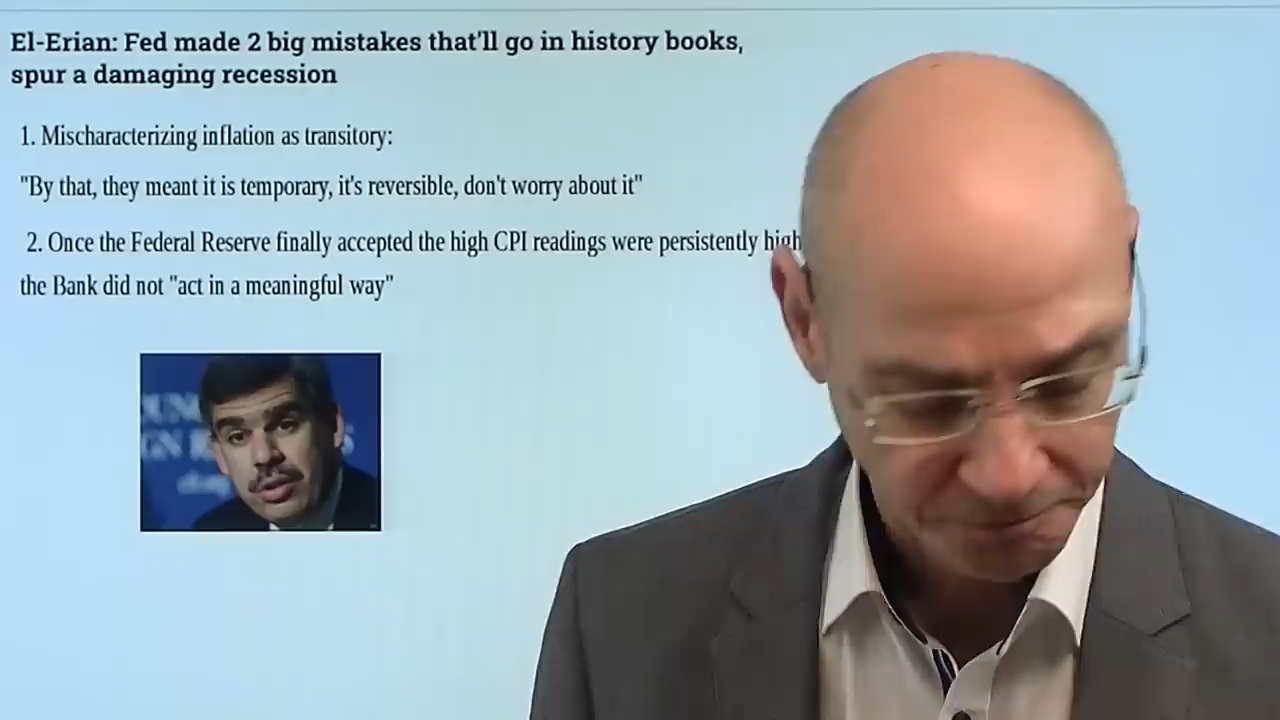 El-Erian: Fed made 2 big mistakes that'll go in history books,
spur a damaging recession
1. Mischaracterizing inflation as transitory:
"By that, they meant it is temporary, it's reversible, don't worry about it"
2. Once the Federal Reserve finally accepted the high CPI readings were persistently high
the Bank did not "act in a meaningful way"